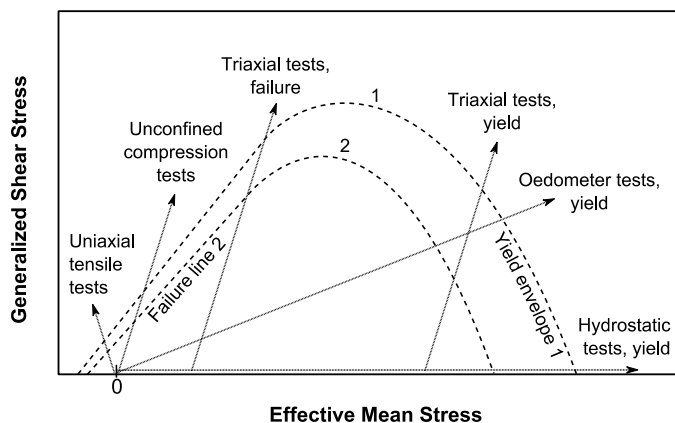 Generalized Shear Stress
Triaxial tests,
failure
1
Triaxial tests,
yield
Unconfined
compression
tests
2
Oedometer tests,
yield
Uniaxial
tensile
tests
Failure line 2
Yield envelope 1
Hydrostatic
tests, yield
0
Effective Mean Stress